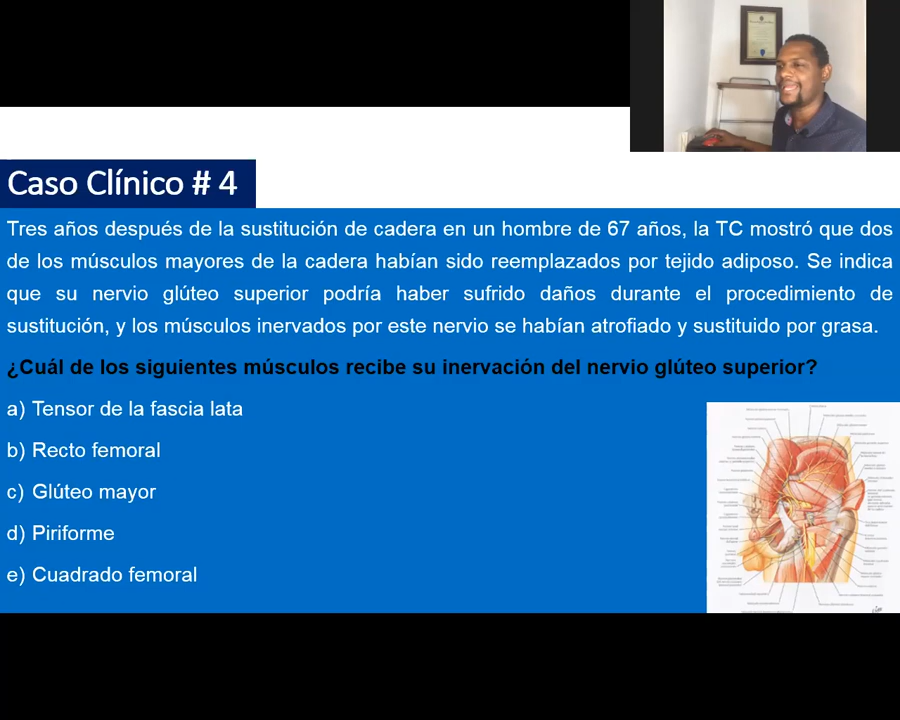 Caso Clínico # 4
Tres años después de la sustitución de cadera en un hombre de 67 años, la TC mostró que dos
de los músculos mayores de la cadera habían sido reemplazados por tejido adiposo. Se indica
que su nervio glúteo superior podría haber sufrido daños durante el procedimiento de
sustitución, y los músculos inervados por este nervio se habían atrofiado y sustituido por grasa.
¿Cuál de los siguientes músculos recibe su inervación del nervio glúteo superior?
a) Tensor de la fascia lata
b) Recto femoral
c) Glúteo mayor
d) Piriforme
e) Cuadrado femoral